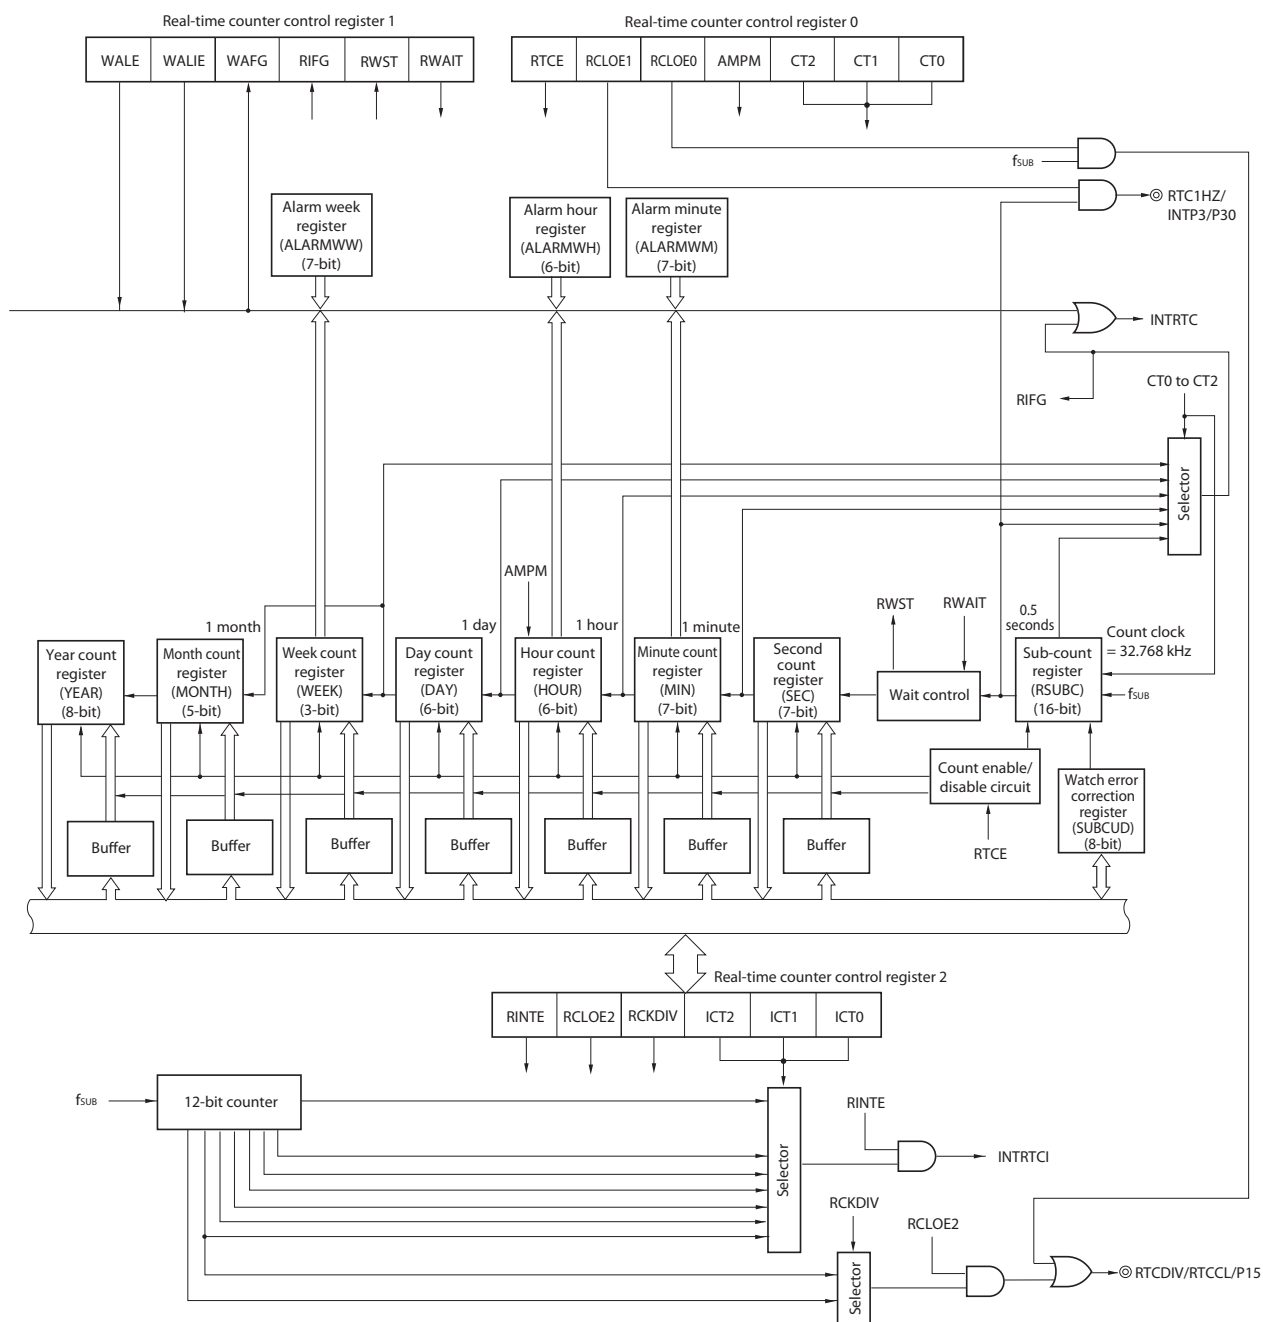 Real-time counter control register 1
Real-time counter control register 0
WALE
WALIE
WAFG
RIFG
RWST
RWAIT
RTCE
RCLOE1
RCLOE0
AMPM
CT2
CT1
CT0
fSUB
RTC1HZ/
INTP3/P30
Alarm week
register
(ALARMWW)
(7-bit)
Alarm hour
register
(ALARMWH)
(6-bit)
Alarm minute
register
(ALARMWM)
(7-bit)
INTRTC
CT0 to CT2
RIFG
Selector
AMPM
RWST
RWAIT
0.5
seconds
Count clock
= 32.768 kHz
1 month
1 day
1 hour
1 minute
Year count
register
(YEAR)
(8-bit)
Month count
register
(MONTH)
(5-bit)
Week count
register
(WEEK)
(3-bit)
Day count
register
(DAY)
(6-bit)
Hour count
register
(HOUR)
(6-bit)
Minute count
register
(MIN)
(7-bit)
Second
count
register
(SEC)
(7-bit)
Wait control
Sub-count
register
(RSUBC)
(16-bit)
fSUB
Count enable/
disable circuit
Watch error
correction
register
(SUBCUD)
(8-bit)
RTCE
Buffer
Buffer
Buffer
Buffer
Buffer
Buffer
Buffer
Real-time counter control register 2
RINTE
RCLOE2
RCKDIV
ICT2
ICT1
ICT0
fSUB
12-bit counter
Selector
RINTE
INTRTCI
RCKDIV
RCLOE2
Selector
RTCDIV/RTCCL/P15